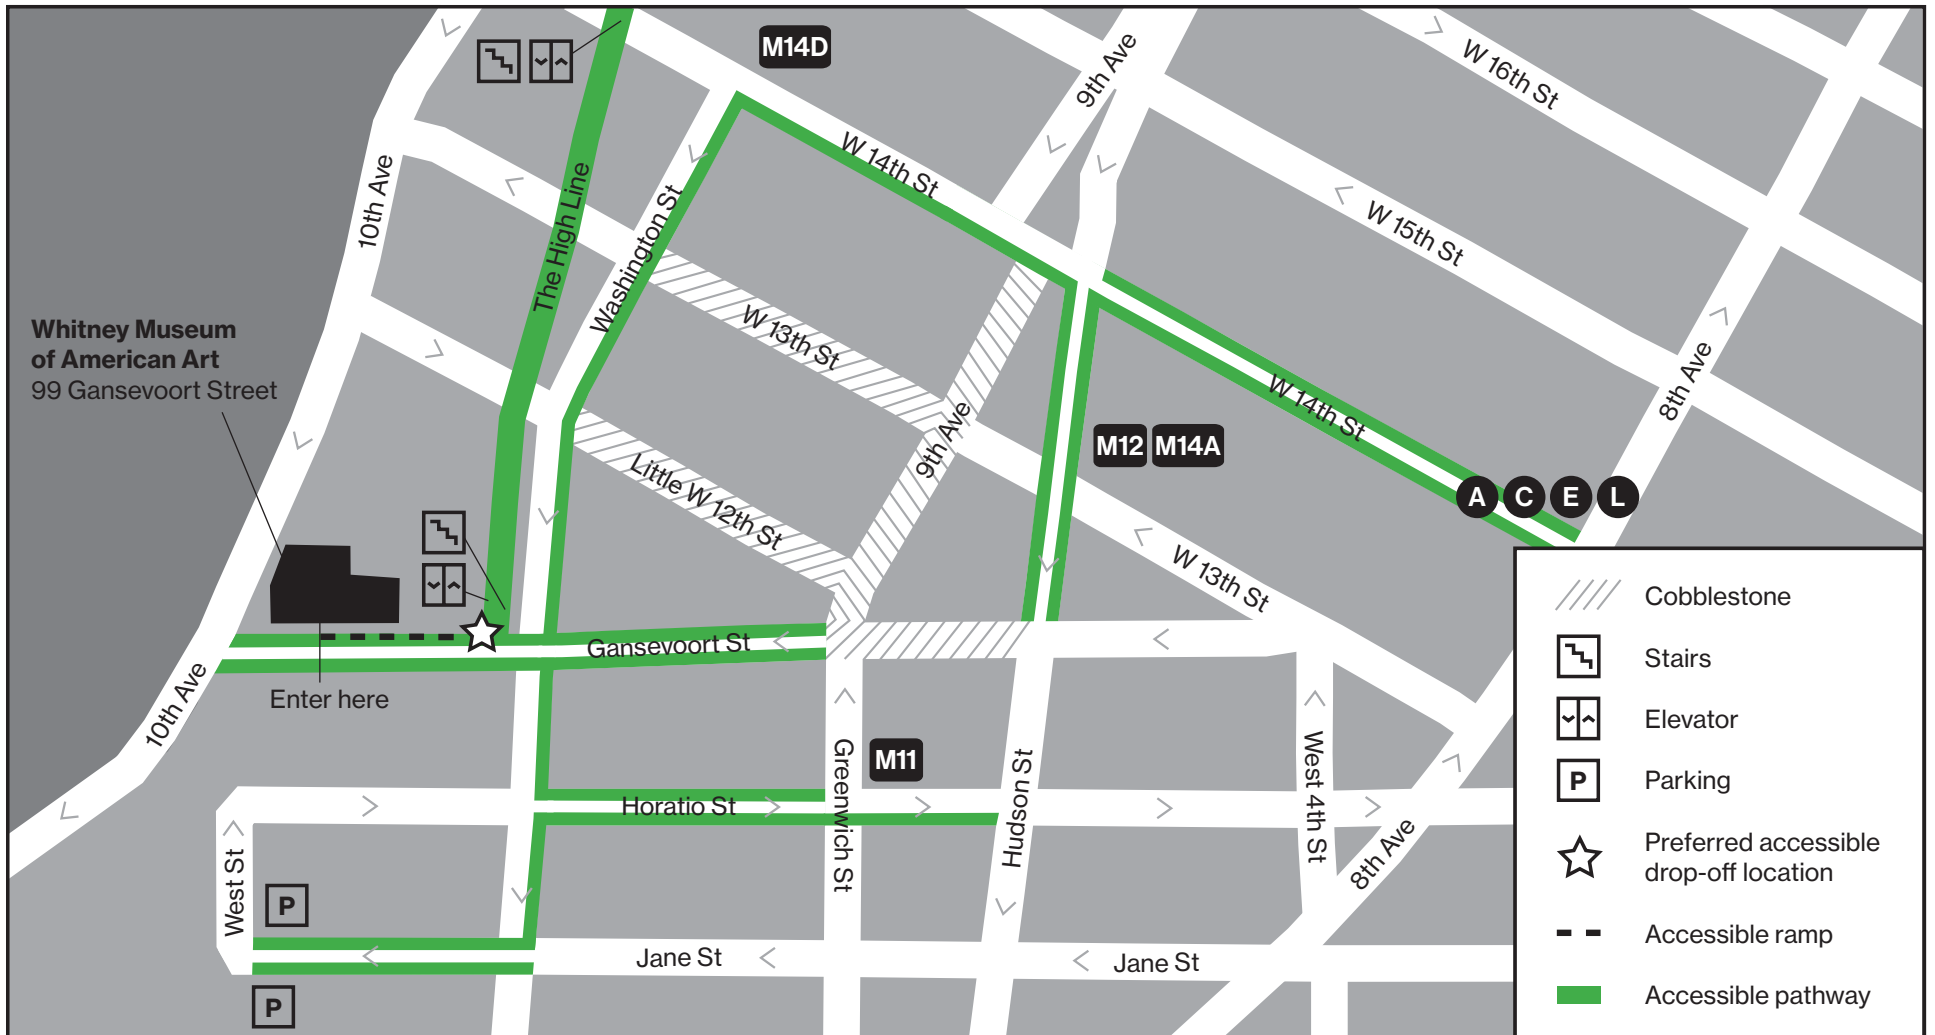 M14D
9th Ave
W 16th St
10th Ave
The High Line
Washington St
W 14th St
W 15th St
Whitney Museum
of American Art
99 Gansevoort Street
W 13th St
9th Ave
W 14th St
8th Ave
M12 M14A
Little W 12th St
A C E L
W 13th St
Gansevoort St
Enter here
10th Ave
M11
Horatio St
Greenwich St
Hudson St
West 4th St
8th Ave
West St
P
Jane St
Jane St
P
Cobblestone
Stairs
Elevator
P
Parking
Preferred accessible
drop-off location
Accessible ramp
Accessible pathway